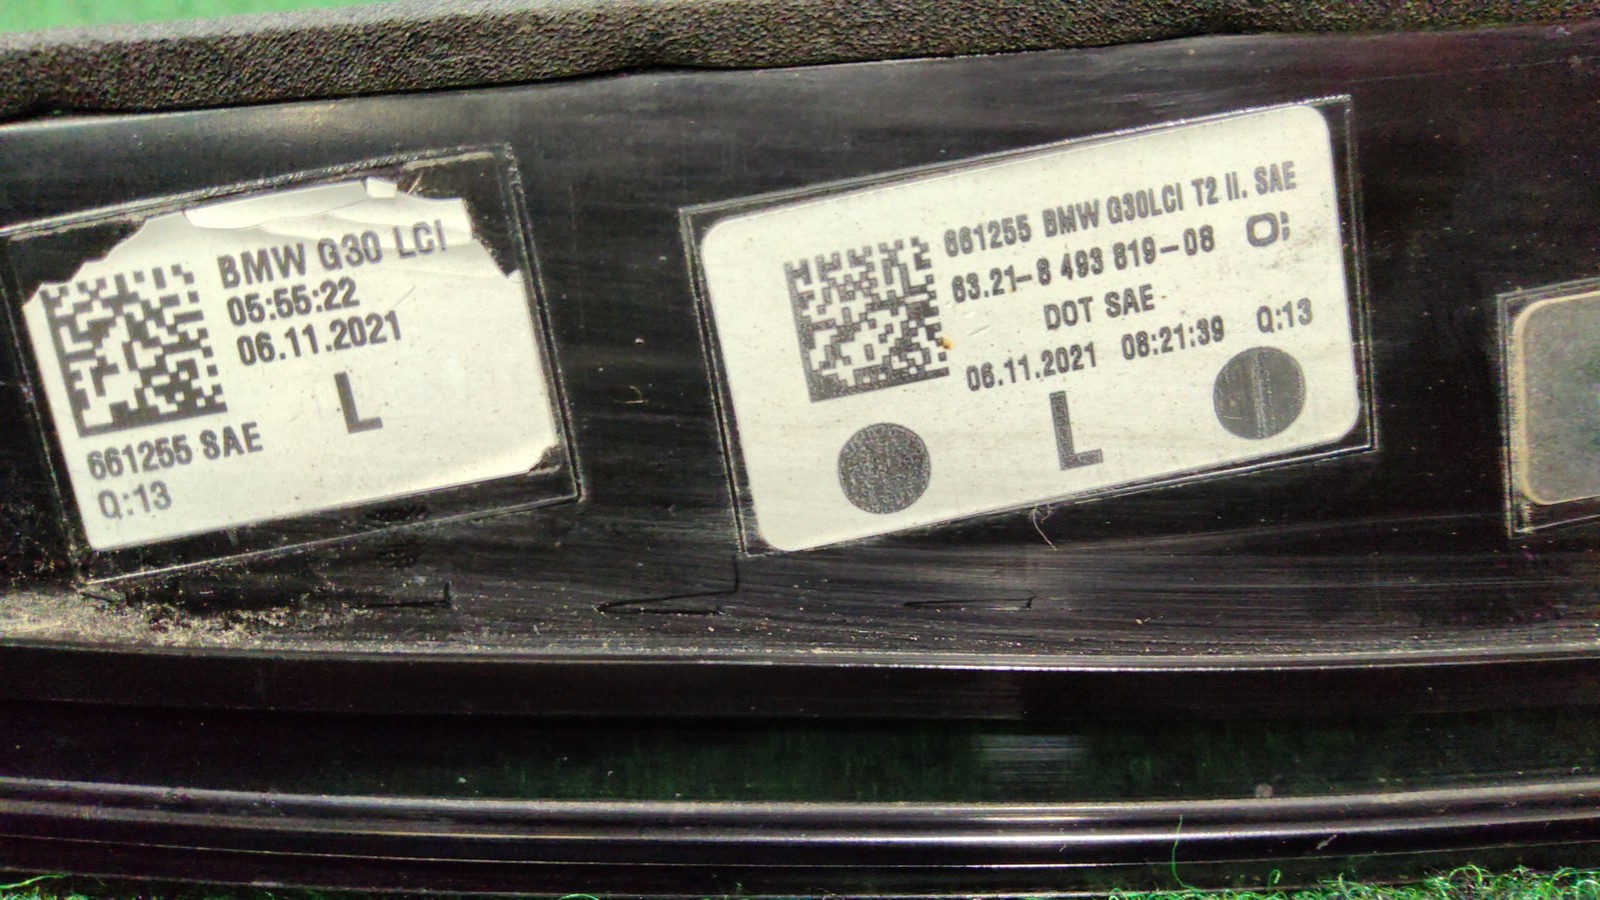 BMW G30 LCI
05:55:22
06.11.2021
L
661255 SAE
Q:13
661255 BMW G30LCI T2 li. SAE
63.21-8 493 819-08
DOT SAE
06.11.2021 08:21:39 Q:13
L